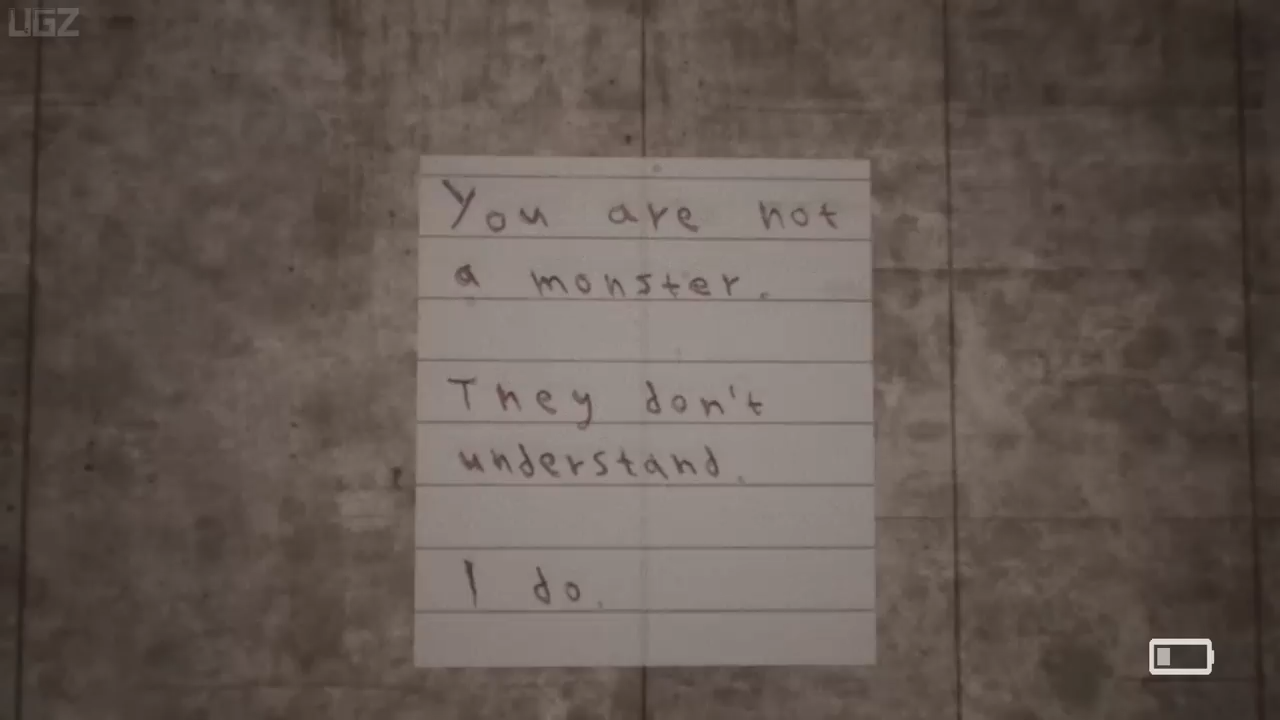 UGZ
You are not
a monster.
They don't
understand.
I do.